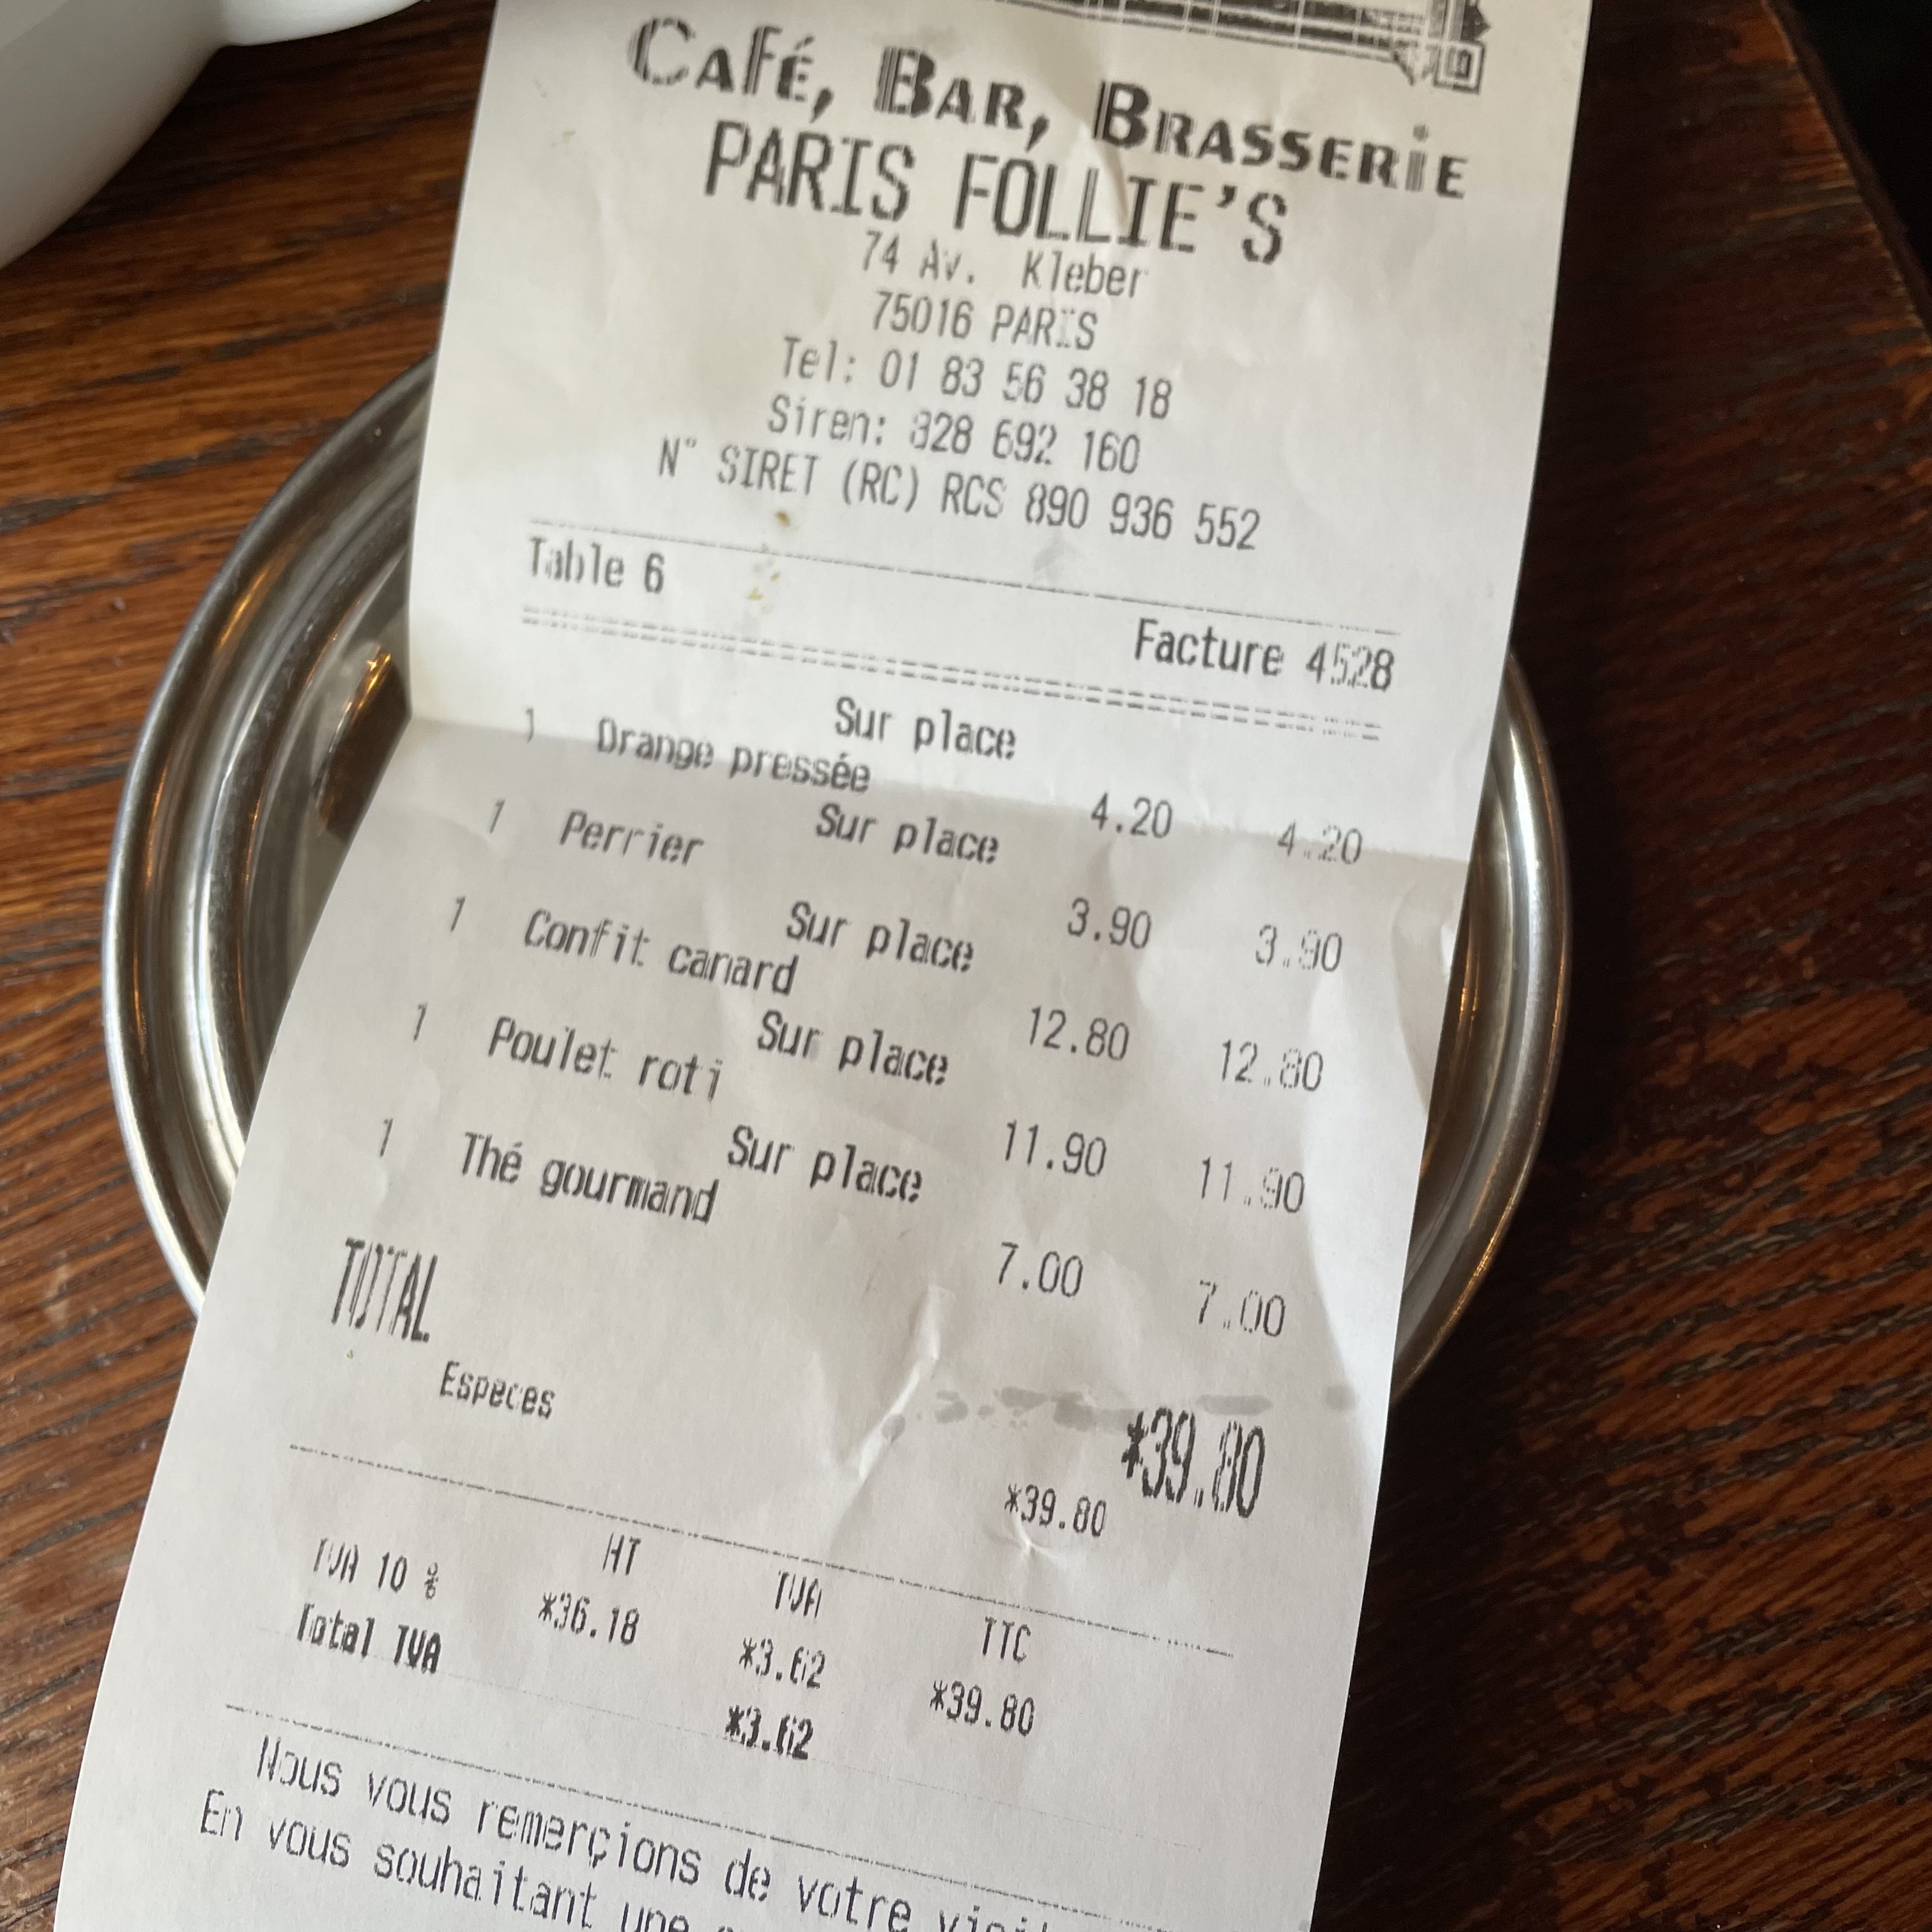 Café, Bar, Brasserie
PARIS FOLLIE'S
74 Av. Kleber
75016 PARIS
Tel: 01 83 56 38 18
Siren: 828 692 160
N° SIRET (RC) RCS 890 936 552
Table 6 Facture 4528
Sur place
1 Orange pressée 4.20 4.20
Sur place
1 Perrier 3.90 3.90
Sur place
1 Confit canard 12.80 12.80
Sur place
1 Poulet roti 11.90 11.90
Sur place
1 Thé gourmand 7.00 7.00
TOTAL *39.80
Especes *39.80
HT TVA TTC
TVA 10 % *36.18 *3.62 *39.80
Total TVA *3.62
Nous vous remerçions de votre
En vous souhaitant une